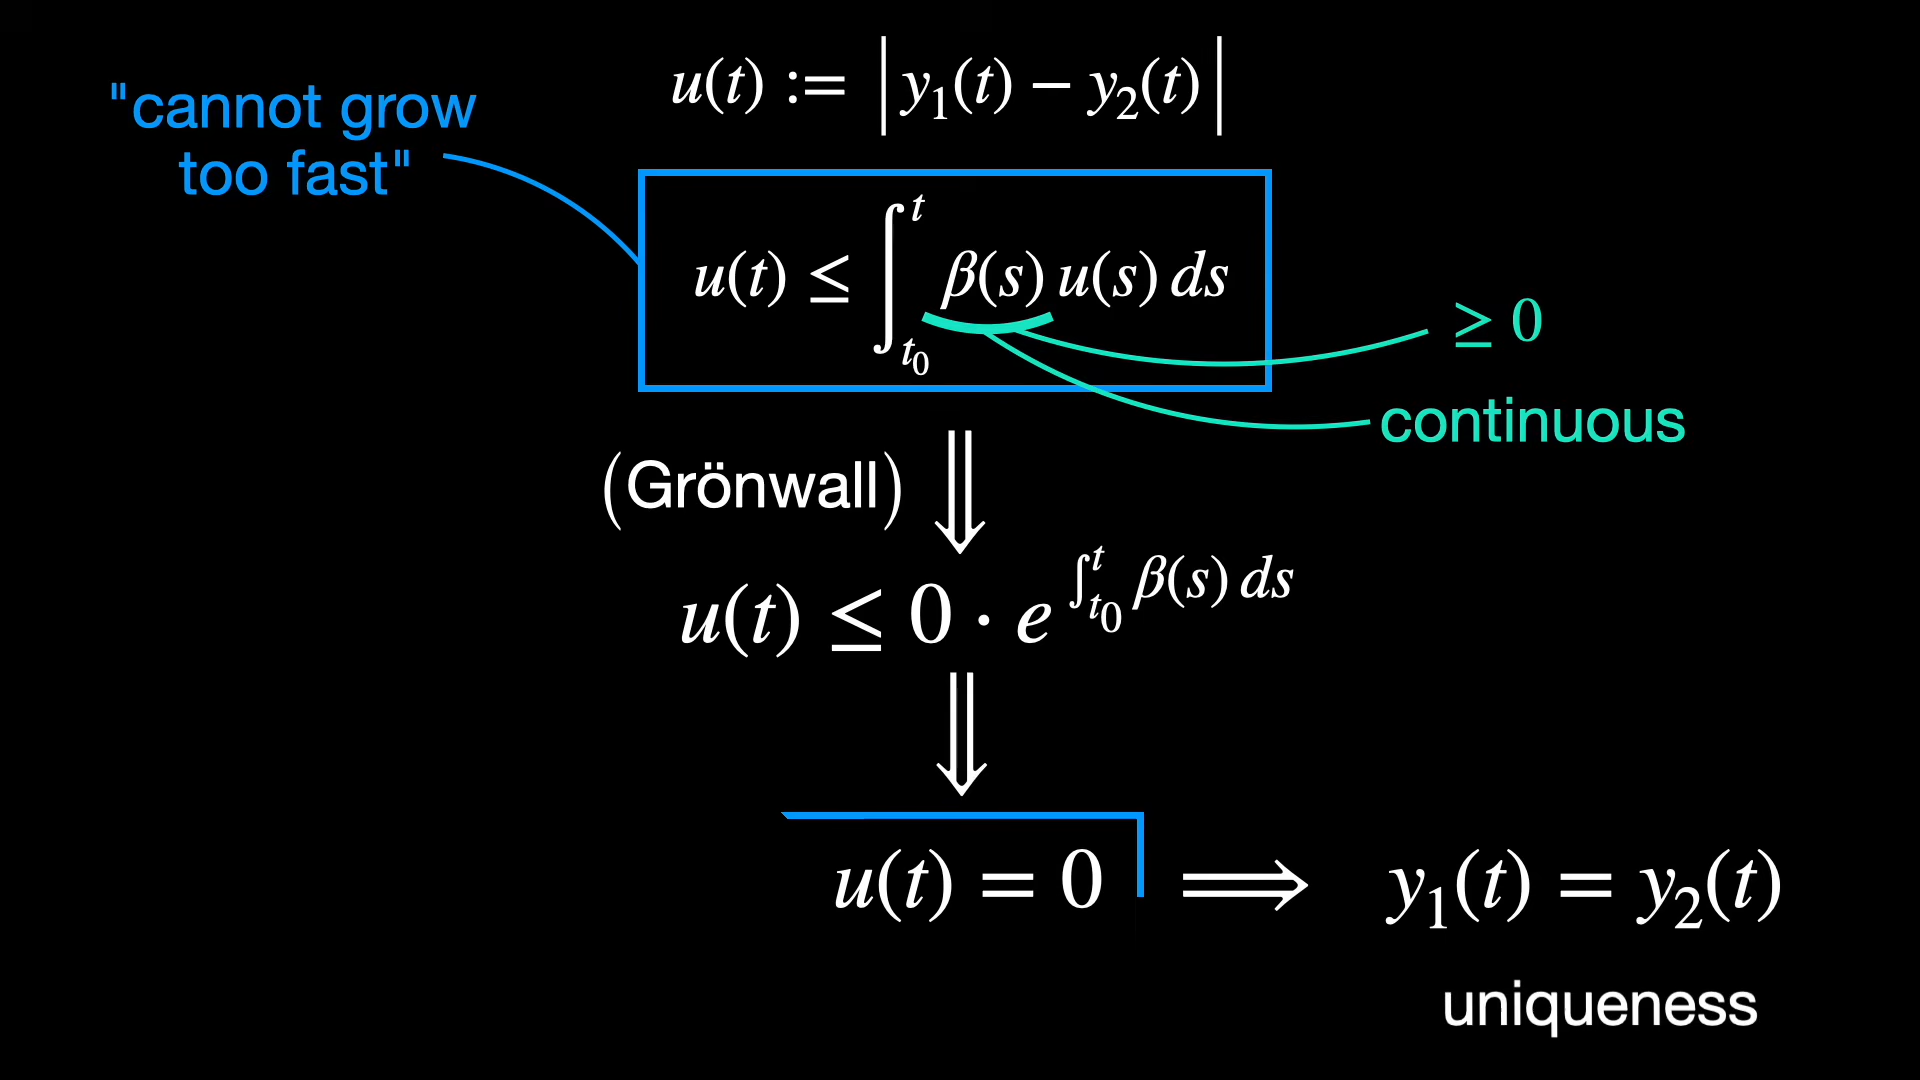 u(t) := |y₁(t) − y₂(t)|
"cannot grow
too fast"
u(t) ≤ ∫_{t₀}^{t} β(s) u(s) ds
≥ 0
continuous
(Grönwall) ⇓
u(t) ≤ 0 · e^{∫_{t₀}^{t} β(s) ds}
⇓
u(t) = 0 ⟹ y₁(t) = y₂(t)
uniqueness